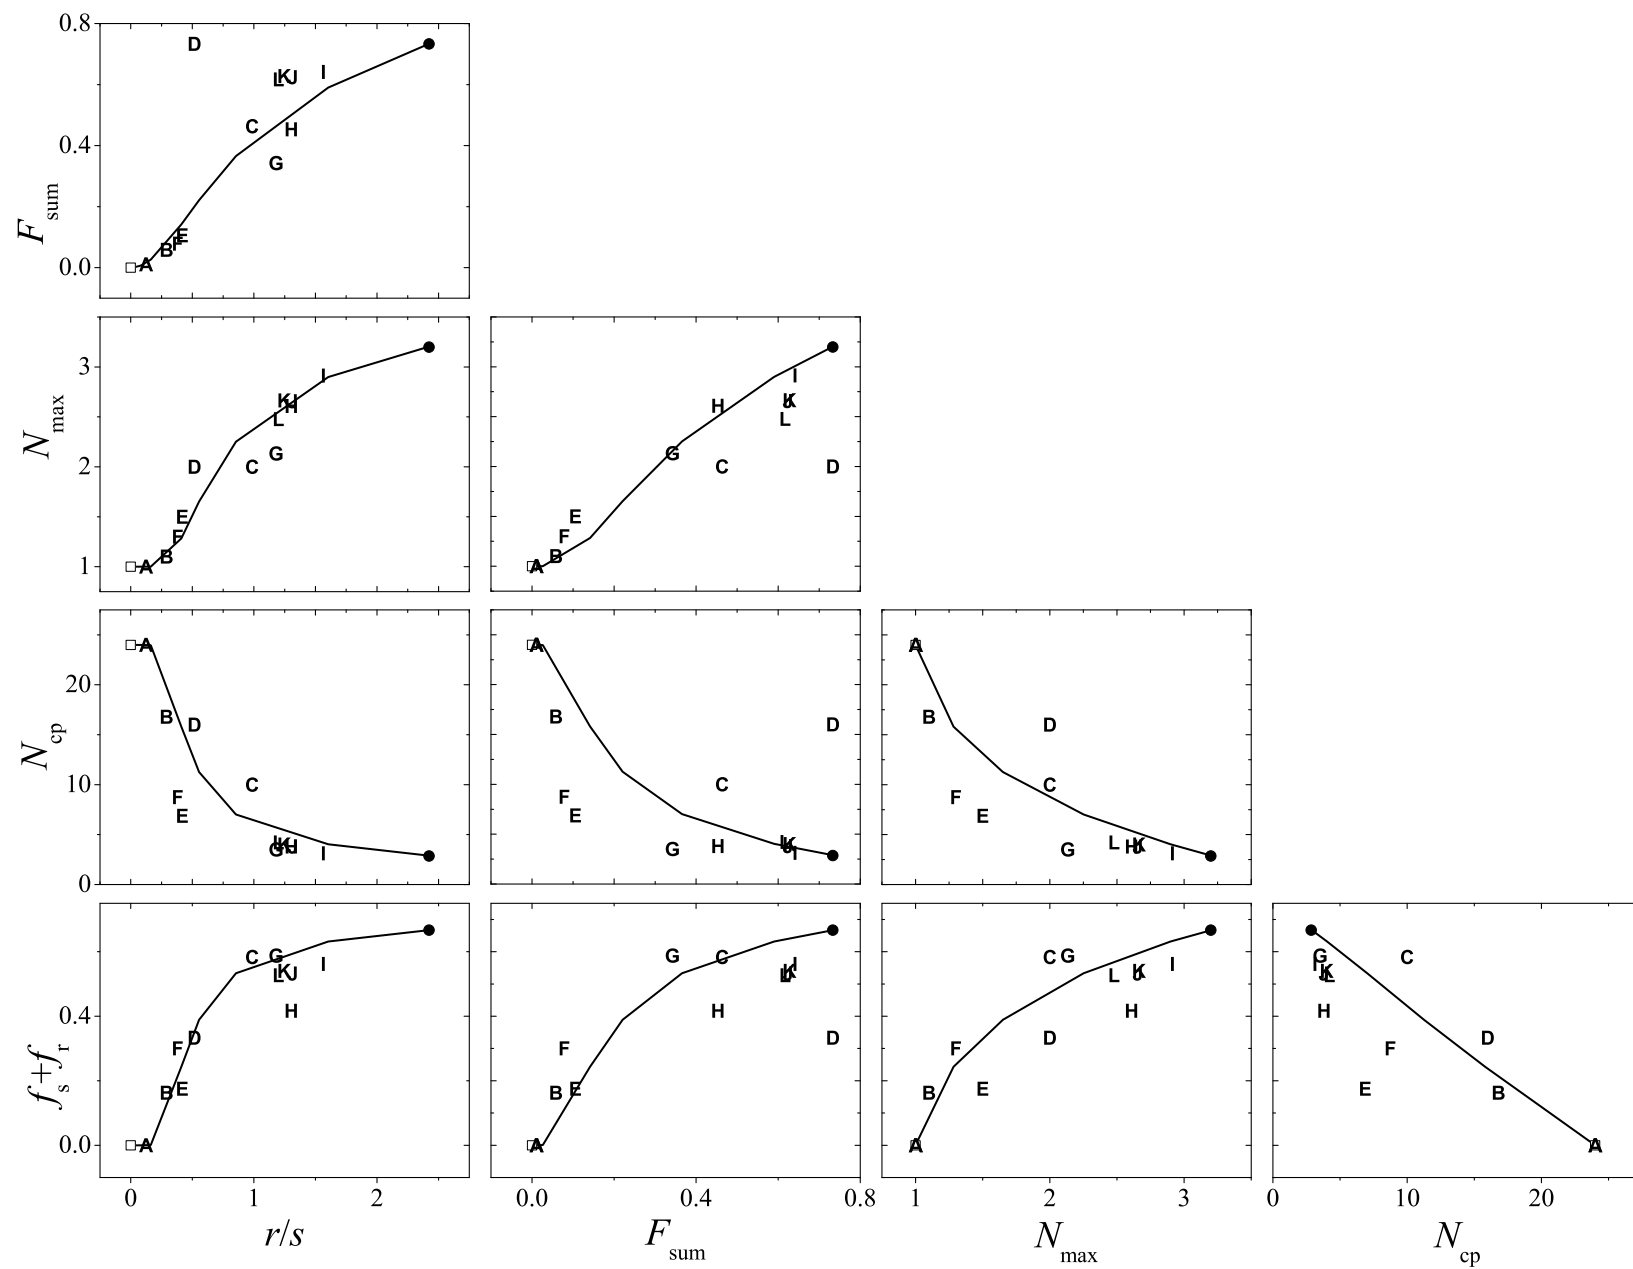 0.8
D
L K J I
C
H
0.4
G
F sum
E
F
B
0.0
A
3
I
K J
H
L
G
N max
2
D C
E
F
B
1
A
I
K
J
H
L
G
C D
E
F
B
A
A
20
B D
N cp
10
C
F
E
L
G K H J
I
0
A
B D
C
F
E
G H
L K
J
I
A
B D
C
F
E
G L H J K
I
C G
K
L J
I
H
0.4
D
F
f s + f r
B E
0.0
A
G C
I
K
L J
H
F D
B E
A
C G
I
K
L J
H
F D
B E
A
G C
I
K
J L
H
D
F
E B
A
0 1 2 0.0 0.4 0.8 1 2 3 0 10 20
r/s F sum N max N cp